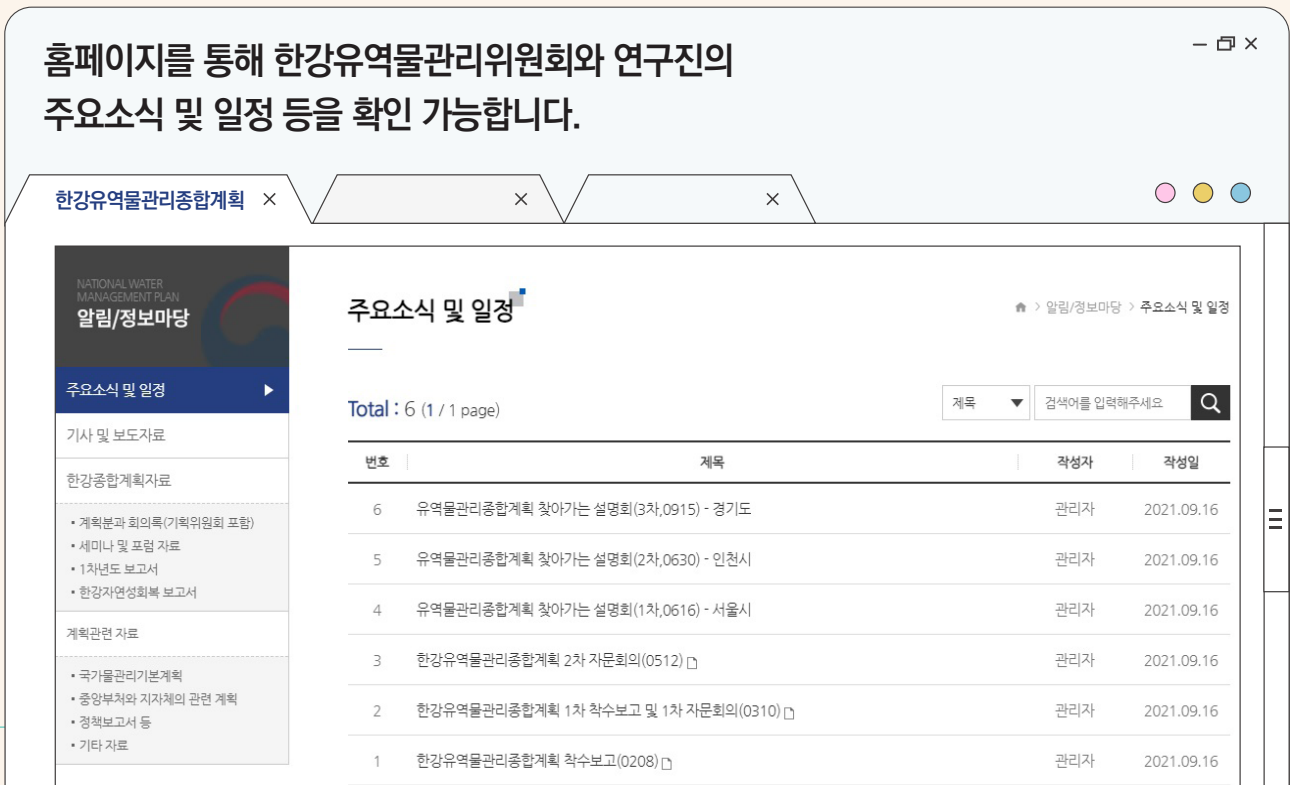 홈페이지를 통해 한강유역물관리위원회와 연구진의
주요소식 및 일정 등을 확인 가능합니다.
한강유역물관리종합계획
NATIONAL WATER
MANAGEMENT PLAN
알림/정보마당
주요소식 및 일정
기사 및 보도자료
한강종합계획자료
• 계획분과 회의록(기획위원회 포함)
• 세미나 및 포럼 자료
• 1차년도 보고서
• 한강자연성회복 보고서
계획관련 자료
• 국가물관리기본계획
• 중앙부처와 지자체의 관련 계획
• 정책보고서 등
• 기타 자료
주요소식 및 일정
> 알림/정보마당 > 주요소식 및 일정
Total : 6 (1 / 1 page)
제목 검색어를 입력해주세요
번호 제목 작성자 작성일
6 유역물관리종합계획 찾아가는 설명회(3차,0915) - 경기도 관리자 2021.09.16
5 유역물관리종합계획 찾아가는 설명회(2차,0630) - 인천시 관리자 2021.09.16
4 유역물관리종합계획 찾아가는 설명회(1차,0616) - 서울시 관리자 2021.09.16
3 한강유역물관리종합계획 2차 자문회의(0512) 관리자 2021.09.16
2 한강유역물관리종합계획 1차 착수보고 및 1차 자문회의(0310) 관리자 2021.09.16
1 한강유역물관리종합계획 착수보고(0208) 관리자 2021.09.16